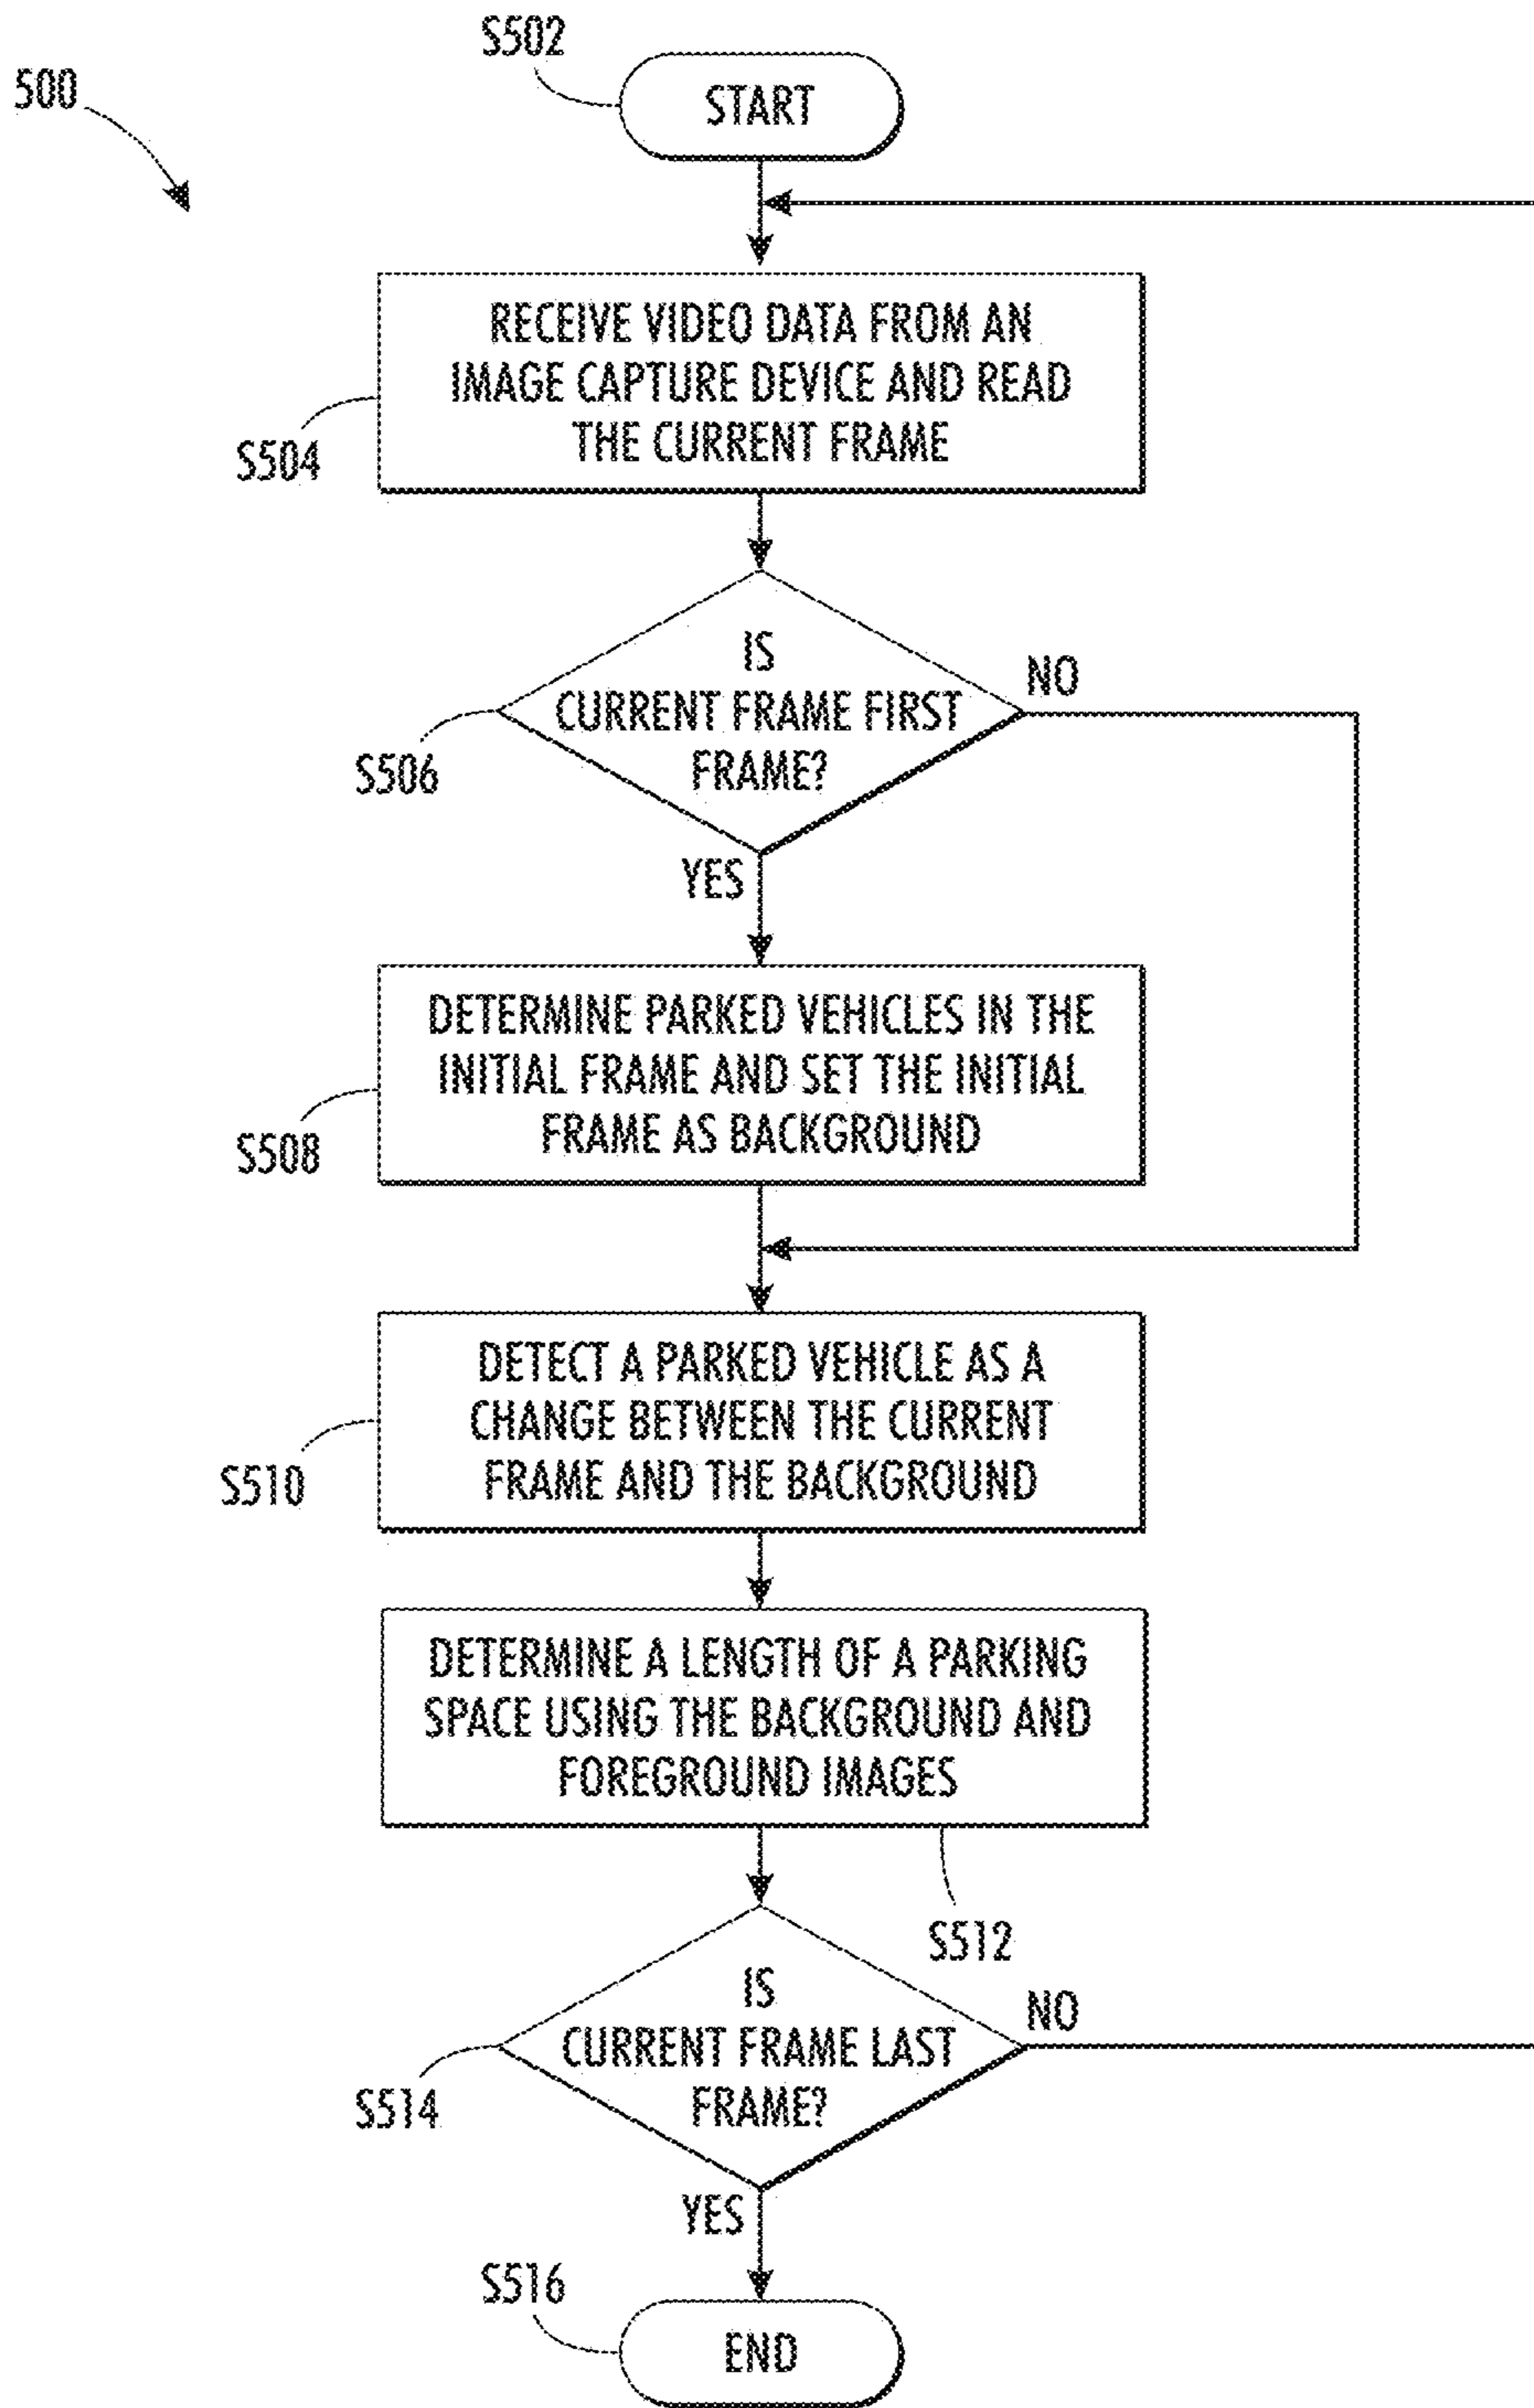 S502
500
START
RECEIVE VIDEO DATA FROM AN
IMAGE CAPTURE DEVICE AND READ
THE CURRENT FRAME
S504
IS
CURRENT FRAME FIRST
FRAME?
NO
S506
YES
DETERMINE PARKED VEHICLES IN THE
INITIAL FRAME AND SET THE INITIAL
FRAME AS BACKGROUND
S508
DETECT A PARKED VEHICLE AS A
CHANGE BETWEEN THE CURRENT
FRAME AND THE BACKGROUND
S510
DETERMINE A LENGTH OF A PARKING
SPACE USING THE BACKGROUND AND
FOREGROUND IMAGES
S512
IS
CURRENT FRAME LAST
FRAME?
NO
S514
YES
S516
END